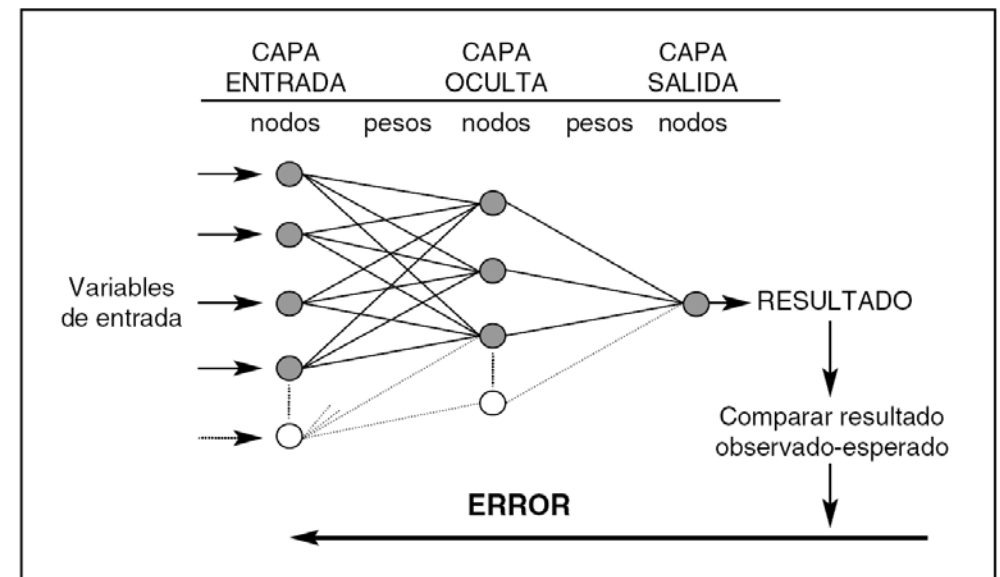 CAPA
ENTRADA
CAPA
OCULTA
CAPA
SALIDA
nodos pesos nodos pesos nodos
Variables
de entrada
RESULTADO
Comparar resultado
observado-esperado
ERROR